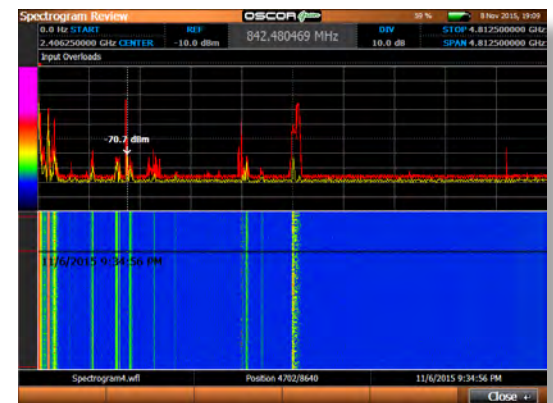 Spectrogram Review OSCOR Green 59 % 8 Nov 2015, 19:09
0.0 Hz START REF 842.480469 MHz DIV STOP 4.812500000 GHz
2.406250000 GHz CENTER -10.0 dBm 10.0 dB SPAN 4.812500000 GHz
Input Overloads
-70.7 dBm
11/6/2015 9:34:56 PM
Spectrogram4.wfl Position 4702/8640 11/6/2015 9:34:56 PM
Close